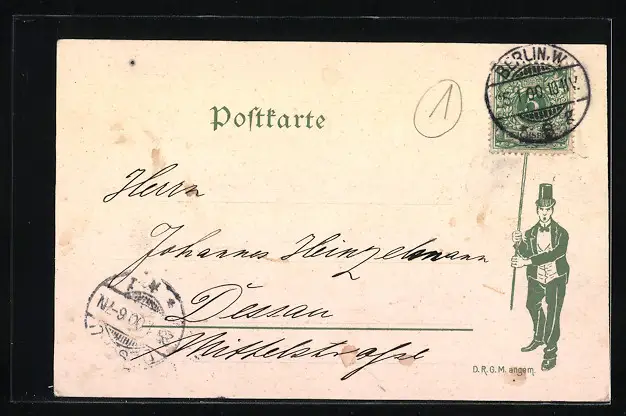 Postkarte
1
BERLIN, W.
Herrn
Johannes Heinzelmann
Dessau
Mittelstraße
D. R. G. M. angem.